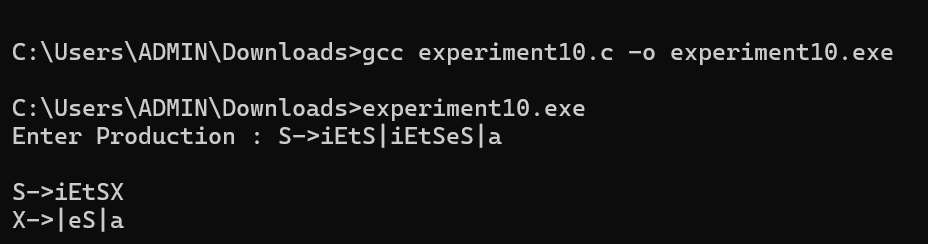 C:\Users\ADMIN\Downloads>gcc experiment10.c -o experiment10.exe
C:\Users\ADMIN\Downloads>experiment10.exe
Enter Production : S->iEtS|iEtSeS|a
S->iEtSX
X->|eS|a